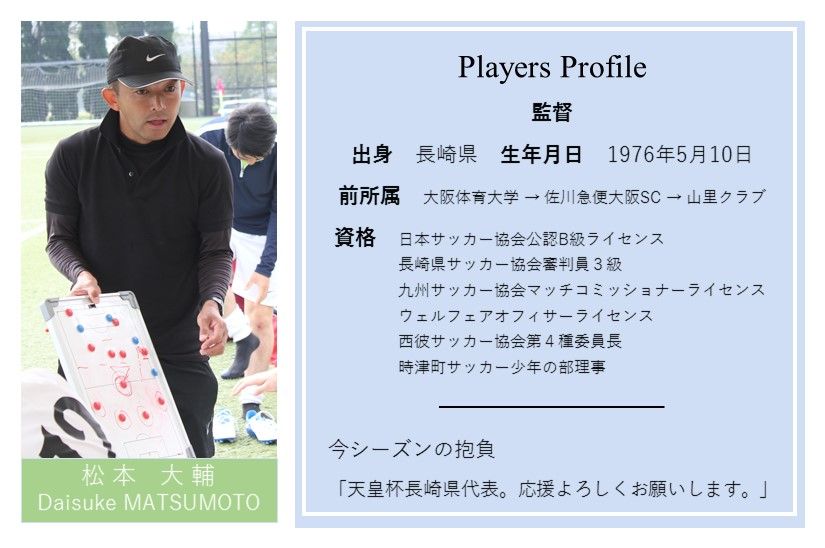 Players Profile
監督
出身 長崎県 生年月日 1976年5月10日
前所属 大阪体育大学 → 佐川急便大阪SC → 山里クラブ
資格 日本サッカー協会公認B級ライセンス
長崎県サッカー協会審判員３級
九州サッカー協会マッチコミッショナーライセンス
ウェルフェアオフィサーライセンス
西彼サッカー協会第４種委員長
時津町サッカー少年の部理事
今シーズンの抱負
「天皇杯長崎県代表。応援よろしくお願いします。」
松本 大輔
Daisuke MATSUMOTO